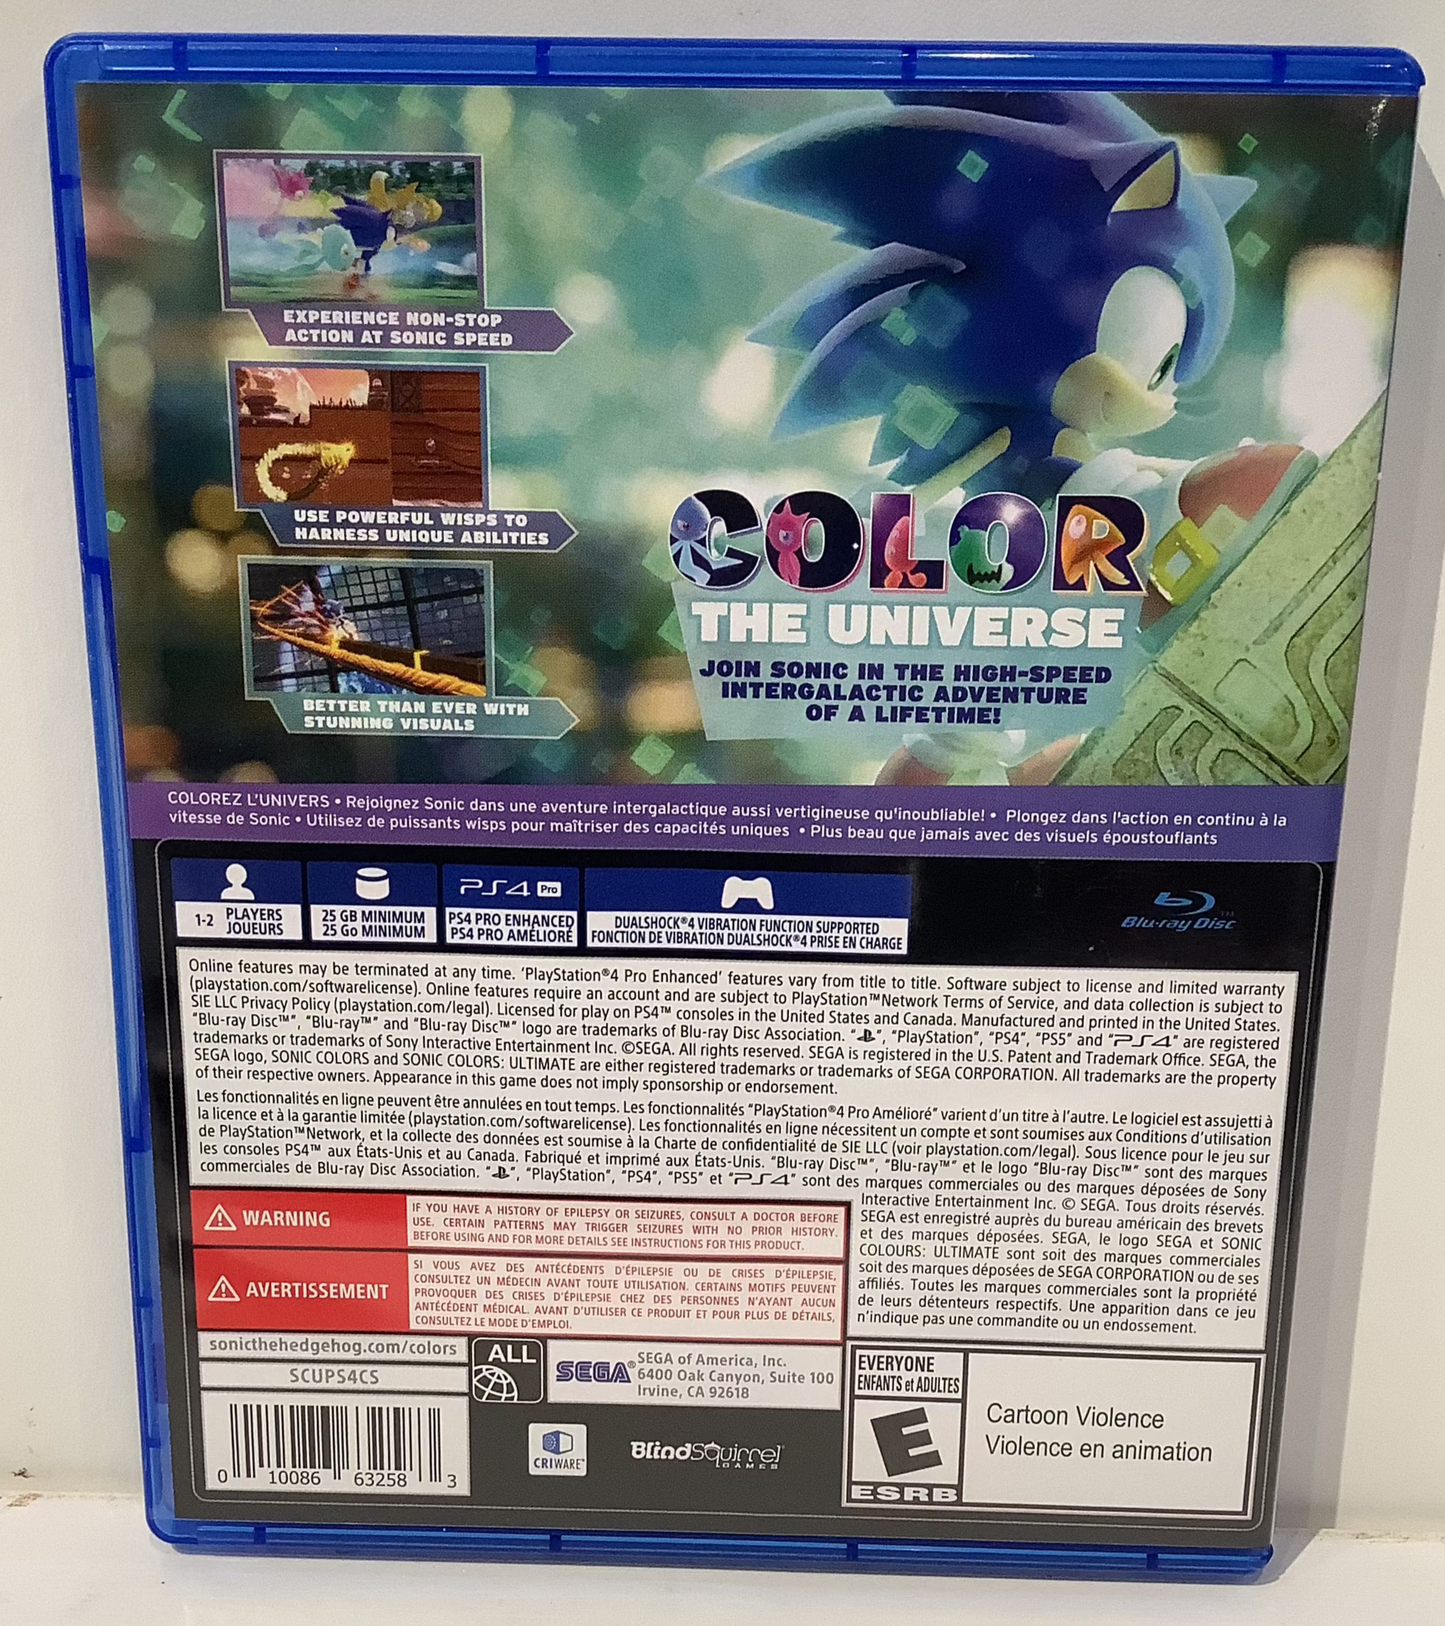 EXPERIENCE NON-STOP
ACTION AT SONIC SPEED
USE POWERFUL WISPS TO
HARNESS UNIQUE ABILITIES
BETTER THAN EVER WITH
STUNNING VISUALS
COLOR
THE UNIVERSE
JOIN SONIC IN THE HIGH-SPEED
INTERGALACTIC ADVENTURE
OF A LIFETIME!
COLOREZ L'UNIVERS • Rejoignez Sonic dans une aventure intergalactique aussi vertigineuse qu'inoubliable! • Plongez dans l'action en continu à la
vitesse de Sonic • Utilisez de puissants wisps pour maîtriser des capacités uniques • Plus beau que jamais avec des visuels époustouflants
1-2 PLAYERS
JOUEURS
25 GB MINIMUM
25 Go MINIMUM
PS4 Pro
PS4 PRO ENHANCED
PS4 PRO AMÉLIORÉ
DUALSHOCK®4 VIBRATION FUNCTION SUPPORTED
FONCTION DE VIBRATION DUALSHOCK®4 PRISE EN CHARGE
Blu-ray Disc™
Online features may be terminated at any time. 'PlayStation®4 Pro Enhanced' features vary from title to title. Software subject to license and limited warranty
(playstation.com/softwarelicense). Online features require an account and are subject to PlayStation™Network Terms of Service, and data collection is subject to
SIE LLC Privacy Policy (playstation.com/legal). Licensed for play on PS4™ consoles in the United States and Canada. Manufactured and printed in the United States.
"Blu-ray Disc™", "Blu-ray™" and "Blu-ray Disc™" logo are trademarks of Blu-ray Disc Association. "PS", "PlayStation", "PS4", "PS5" and "PS4" are registered
trademarks or trademarks of Sony Interactive Entertainment Inc. ©SEGA. All rights reserved. SEGA is registered in the U.S. Patent and Trademark Office. SEGA, the
SEGA logo, SONIC COLORS and SONIC COLORS: ULTIMATE are either registered trademarks or trademarks of SEGA CORPORATION. All trademarks are the property
of their respective owners. Appearance in this game does not imply sponsorship or endorsement.
Les fonctionnalités en ligne peuvent être annulées en tout temps. Les fonctionnalités "PlayStation®4 Pro Amélioré" varient d'un titre à l'autre. Le logiciel est assujetti à
la licence et à la garantie limitée (playstation.com/softwarelicense). Les fonctionnalités en ligne nécessitent un compte et sont soumises aux Conditions d'utilisation
de PlayStation™Network, et la collecte des données est soumise à la Charte de confidentialité de SIE LLC (voir playstation.com/legal). Sous licence pour le jeu sur
les consoles PS4™ aux États-Unis et au Canada. Fabriqué et imprimé aux États-Unis. "Blu-ray Disc™", "Blu-ray™" et le logo "Blu-ray Disc™" sont des marques
commerciales de Blu-ray Disc Association. "PS", "PlayStation", "PS4", "PS5" et "PS4" sont des marques commerciales ou des marques déposées de Sony
Interactive Entertainment Inc. © SEGA. Tous droits réservés.
SEGA est enregistré auprès du bureau américain des brevets
et des marques déposées. SEGA, le logo SEGA et SONIC
COLOURS: ULTIMATE sont soit des marques commerciales
soit des marques déposées de SEGA CORPORATION ou de ses
affiliés. Toutes les marques commerciales sont la propriété
de leurs détenteurs respectifs. Une apparition dans ce jeu
n'indique pas une commandite ou un endossement.
WARNING
IF YOU HAVE A HISTORY OF EPILEPSY OR SEIZURES, CONSULT A DOCTOR BEFORE
USE. CERTAIN PATTERNS MAY TRIGGER SEIZURES WITH NO PRIOR HISTORY.
BEFORE USING AND FOR MORE DETAILS SEE INSTRUCTIONS FOR THIS PRODUCT.
AVERTISSEMENT
SI VOUS AVEZ DES ANTÉCÉDENTS D'ÉPILEPSIE OU DE CRISES D'ÉPILEPSIE,
CONSULTEZ UN MÉDECIN AVANT TOUTE UTILISATION. CERTAINS MOTIFS PEUVENT
PROVOQUER DES CRISES D'ÉPILEPSIE CHEZ DES PERSONNES N'AYANT AUCUN
ANTÉCÉDENT MÉDICAL. AVANT D'UTILISER CE PRODUIT ET POUR PLUS DE DÉTAILS,
CONSULTEZ LE MODE D'EMPLOI.
sonicthehedgehog.com/colors
SCUPS4CS
0 10086 63258 3
ALL
SEGA®
SEGA of America, Inc.
6400 Oak Canyon, Suite 100
Irvine, CA 92618
CRIWARE™
BlindSquirrel
GAMES
EVERYONE
ENFANTS et ADULTES
E
ESRB
Cartoon Violence
Violence en animation